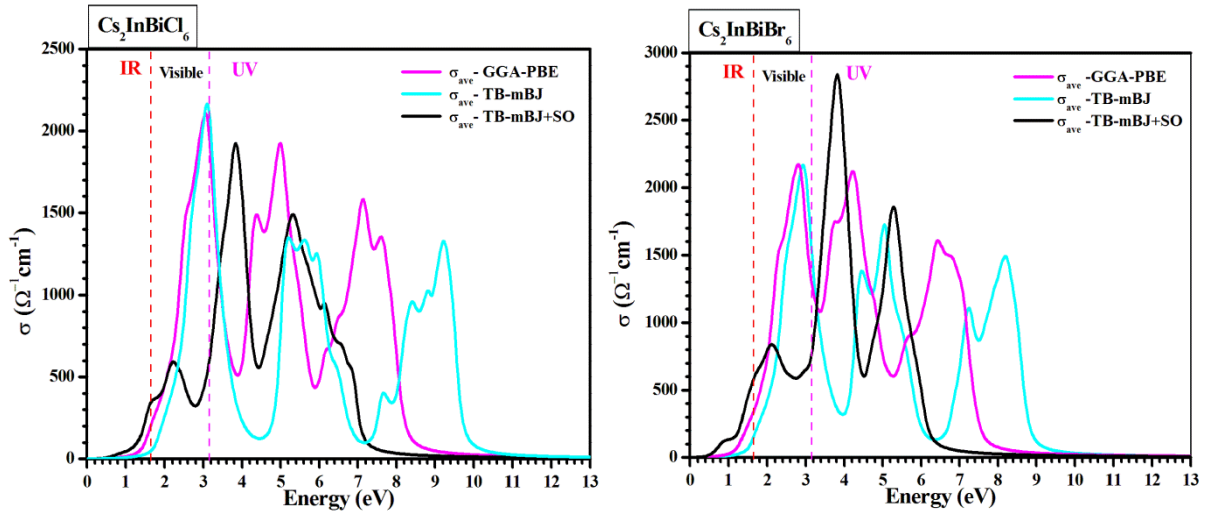 Cs2InBiCl6
2500
2000
1500
1000
500
0
σ (Ω⁻¹cm⁻¹)
IR
Visible
UV
σave- GGA-PBE
σave- TB-mBJ
σave- TB-mBJ+SO
0 1 2 3 4 5 6 7 8 9 10 11 12 13
Energy (eV)
Cs2InBiBr6
3000
2500
2000
1500
1000
500
0
σ (Ω⁻¹cm⁻¹)
IR
Visible
UV
σave -GGA-PBE
σave -TB-mBJ
σave -TB-mBJ+SO
0 1 2 3 4 5 6 7 8 9 10 11 12 13
Energy (eV)